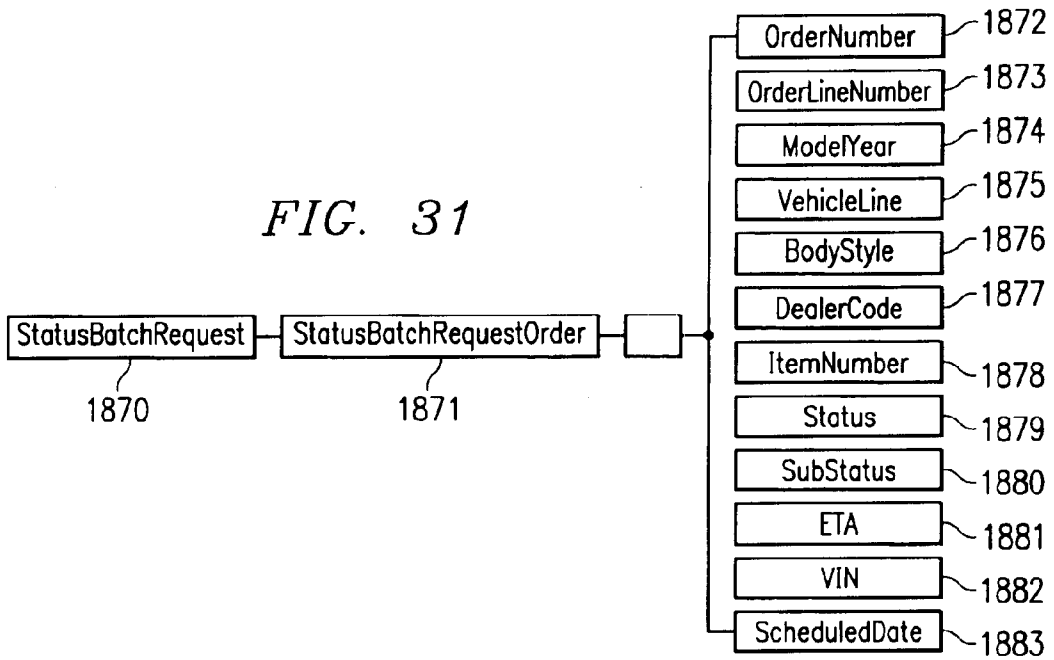 OrderNumber 1872
OrderLineNumber 1873
ModelYear 1874
VehicleLine 1875
FIG. 31
BodyStyle 1876
DealerCode 1877
StatusBatchRequest StatusBatchRequestOrder
1870 1871
ItemNumber 1878
Status 1879
SubStatus 1880
ETA 1881
VIN 1882
ScheduledDate 1883